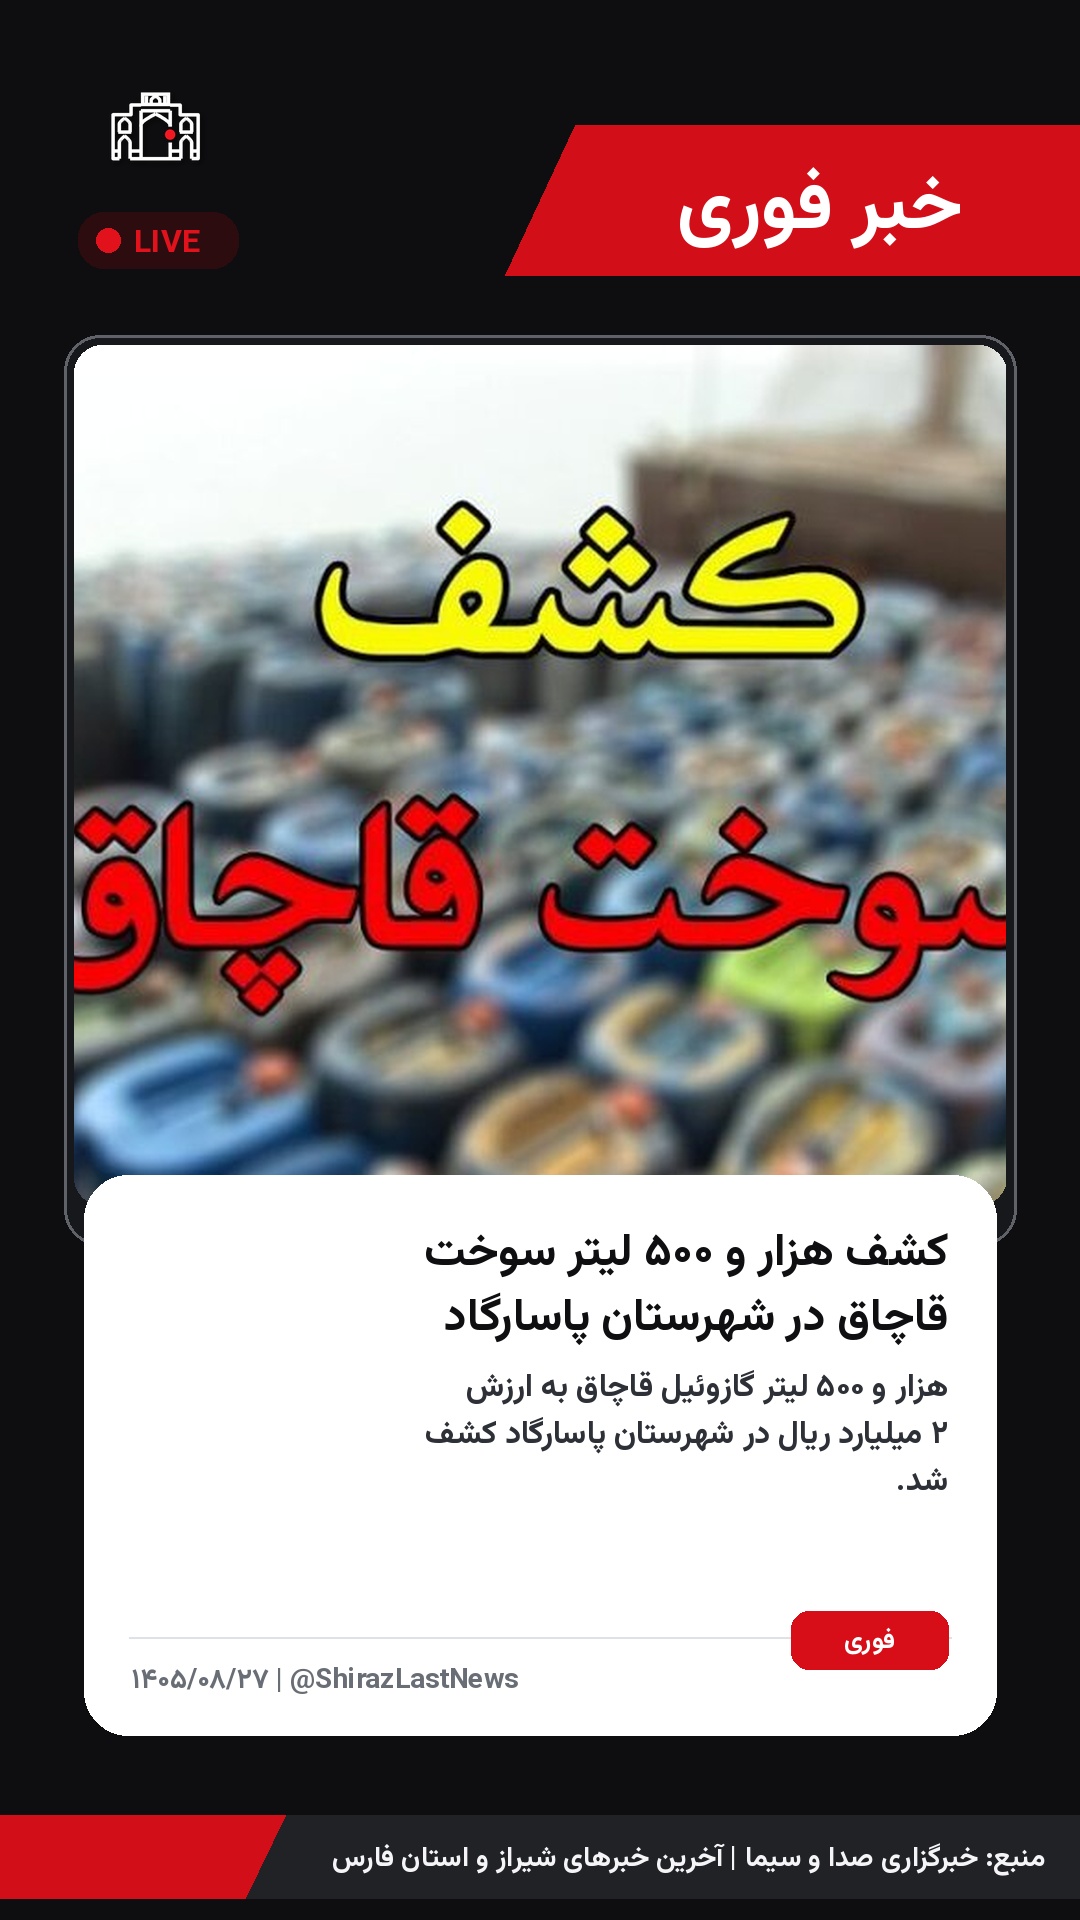 خبر فوری
LIVE
کشف
سوخت قاچاق
کشف هزار و ۵۰۰ لیتر سوخت
قاچاق در شهرستان پاسارگاد
هزار و ۵۰۰ لیتر گازوئیل قاچاق به ارزش
۲ میلیارد ریال در شهرستان پاسارگاد کشف
شد.
فوری
۱۴۰۵/۰۸/۲۷ | @ShirazLastNews
منبع: خبرگزاری صدا و سیما | آخرین خبرهای شیراز و استان فارس